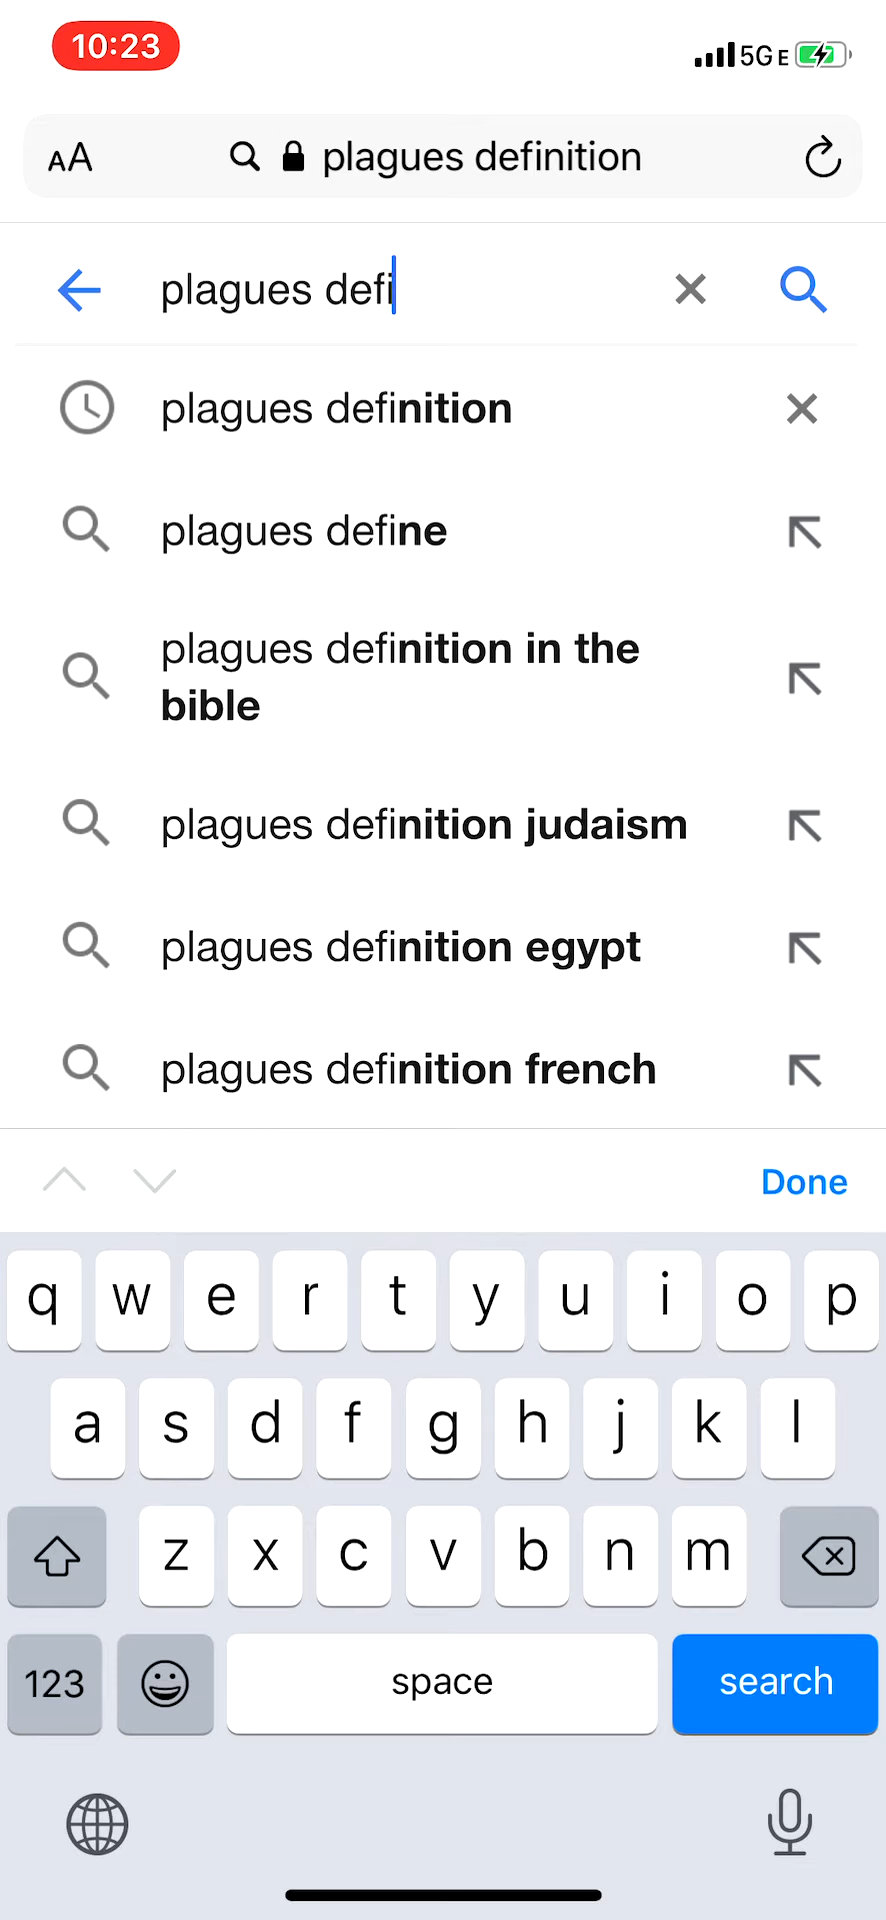 10:23
5G E
AA plagues definition
plagues defi
plagues definition
plagues define
plagues definition in the
bible
plagues definition judaism
plagues definition egypt
plagues definition french
Done
q w e r t y u i o p
a s d f g h j k l
z x c v b n m
123 space search